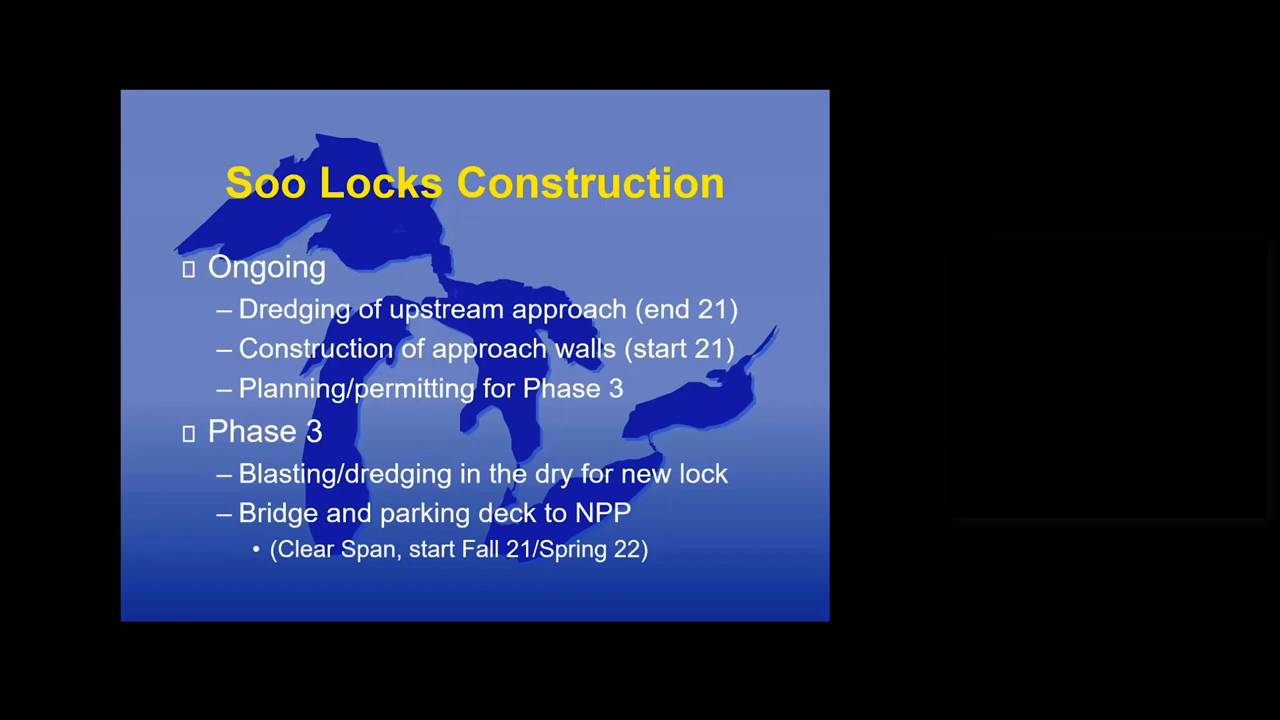 Soo Locks Construction
Ongoing
– Dredging of upstream approach (end 21)
– Construction of approach walls (start 21)
– Planning/permitting for Phase 3
Phase 3
– Blasting/dredging in the dry for new lock
– Bridge and parking deck to NPP
• (Clear Span, start Fall 21/Spring 22)